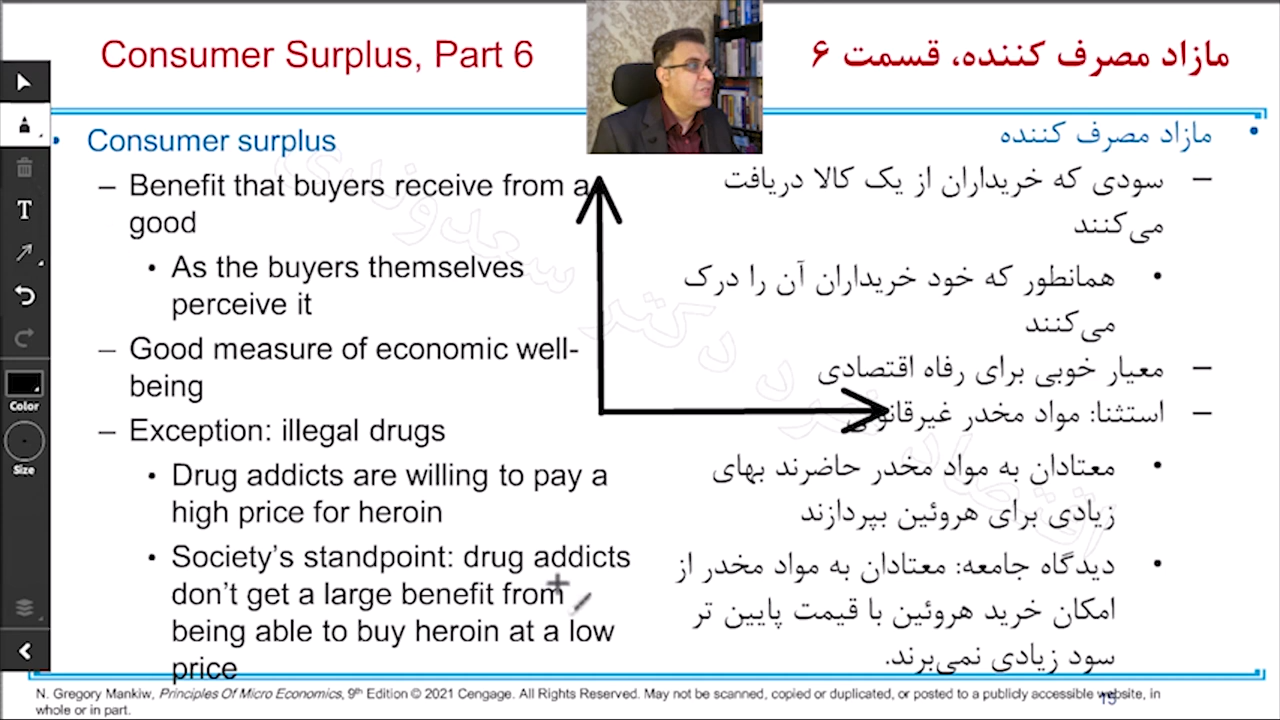 Consumer Surplus, Part 6
مازاد مصرف کننده، قسمت ۶
• Consumer surplus
– Benefit that buyers receive from a
good
• As the buyers themselves
perceive it
– Good measure of economic well-
being
– Exception: illegal drugs
• Drug addicts are willing to pay a
high price for heroin
• Society's standpoint: drug addicts
don't get a large benefit from
being able to buy heroin at a low
price
• مازاد مصرف کننده
– سودی که خریداران از یک کالا دریافت
می‌کنند
• همانطور که خود خریداران آن را درک
می‌کنند
– معیار خوبی برای رفاه اقتصادی
– استثنا: مواد مخدر غیرقانونی
• معتادان به مواد مخدر حاضرند بهای
زیادی برای هروئین بپردازند
• دیدگاه جامعه: معتادان به مواد مخدر از
امکان خرید هروئین با قیمت پایین تر
سود زیادی نمی‌برند.
اقتصاد خرد دکتر سعدوندی
T
Color
Size
N. Gregory Mankiw, Principles Of Micro Economics, 9th Edition © 2021 Cengage. All Rights Reserved. May not be scanned, copied or duplicated, or posted to a publicly accessible website, in
whole or in part.
15